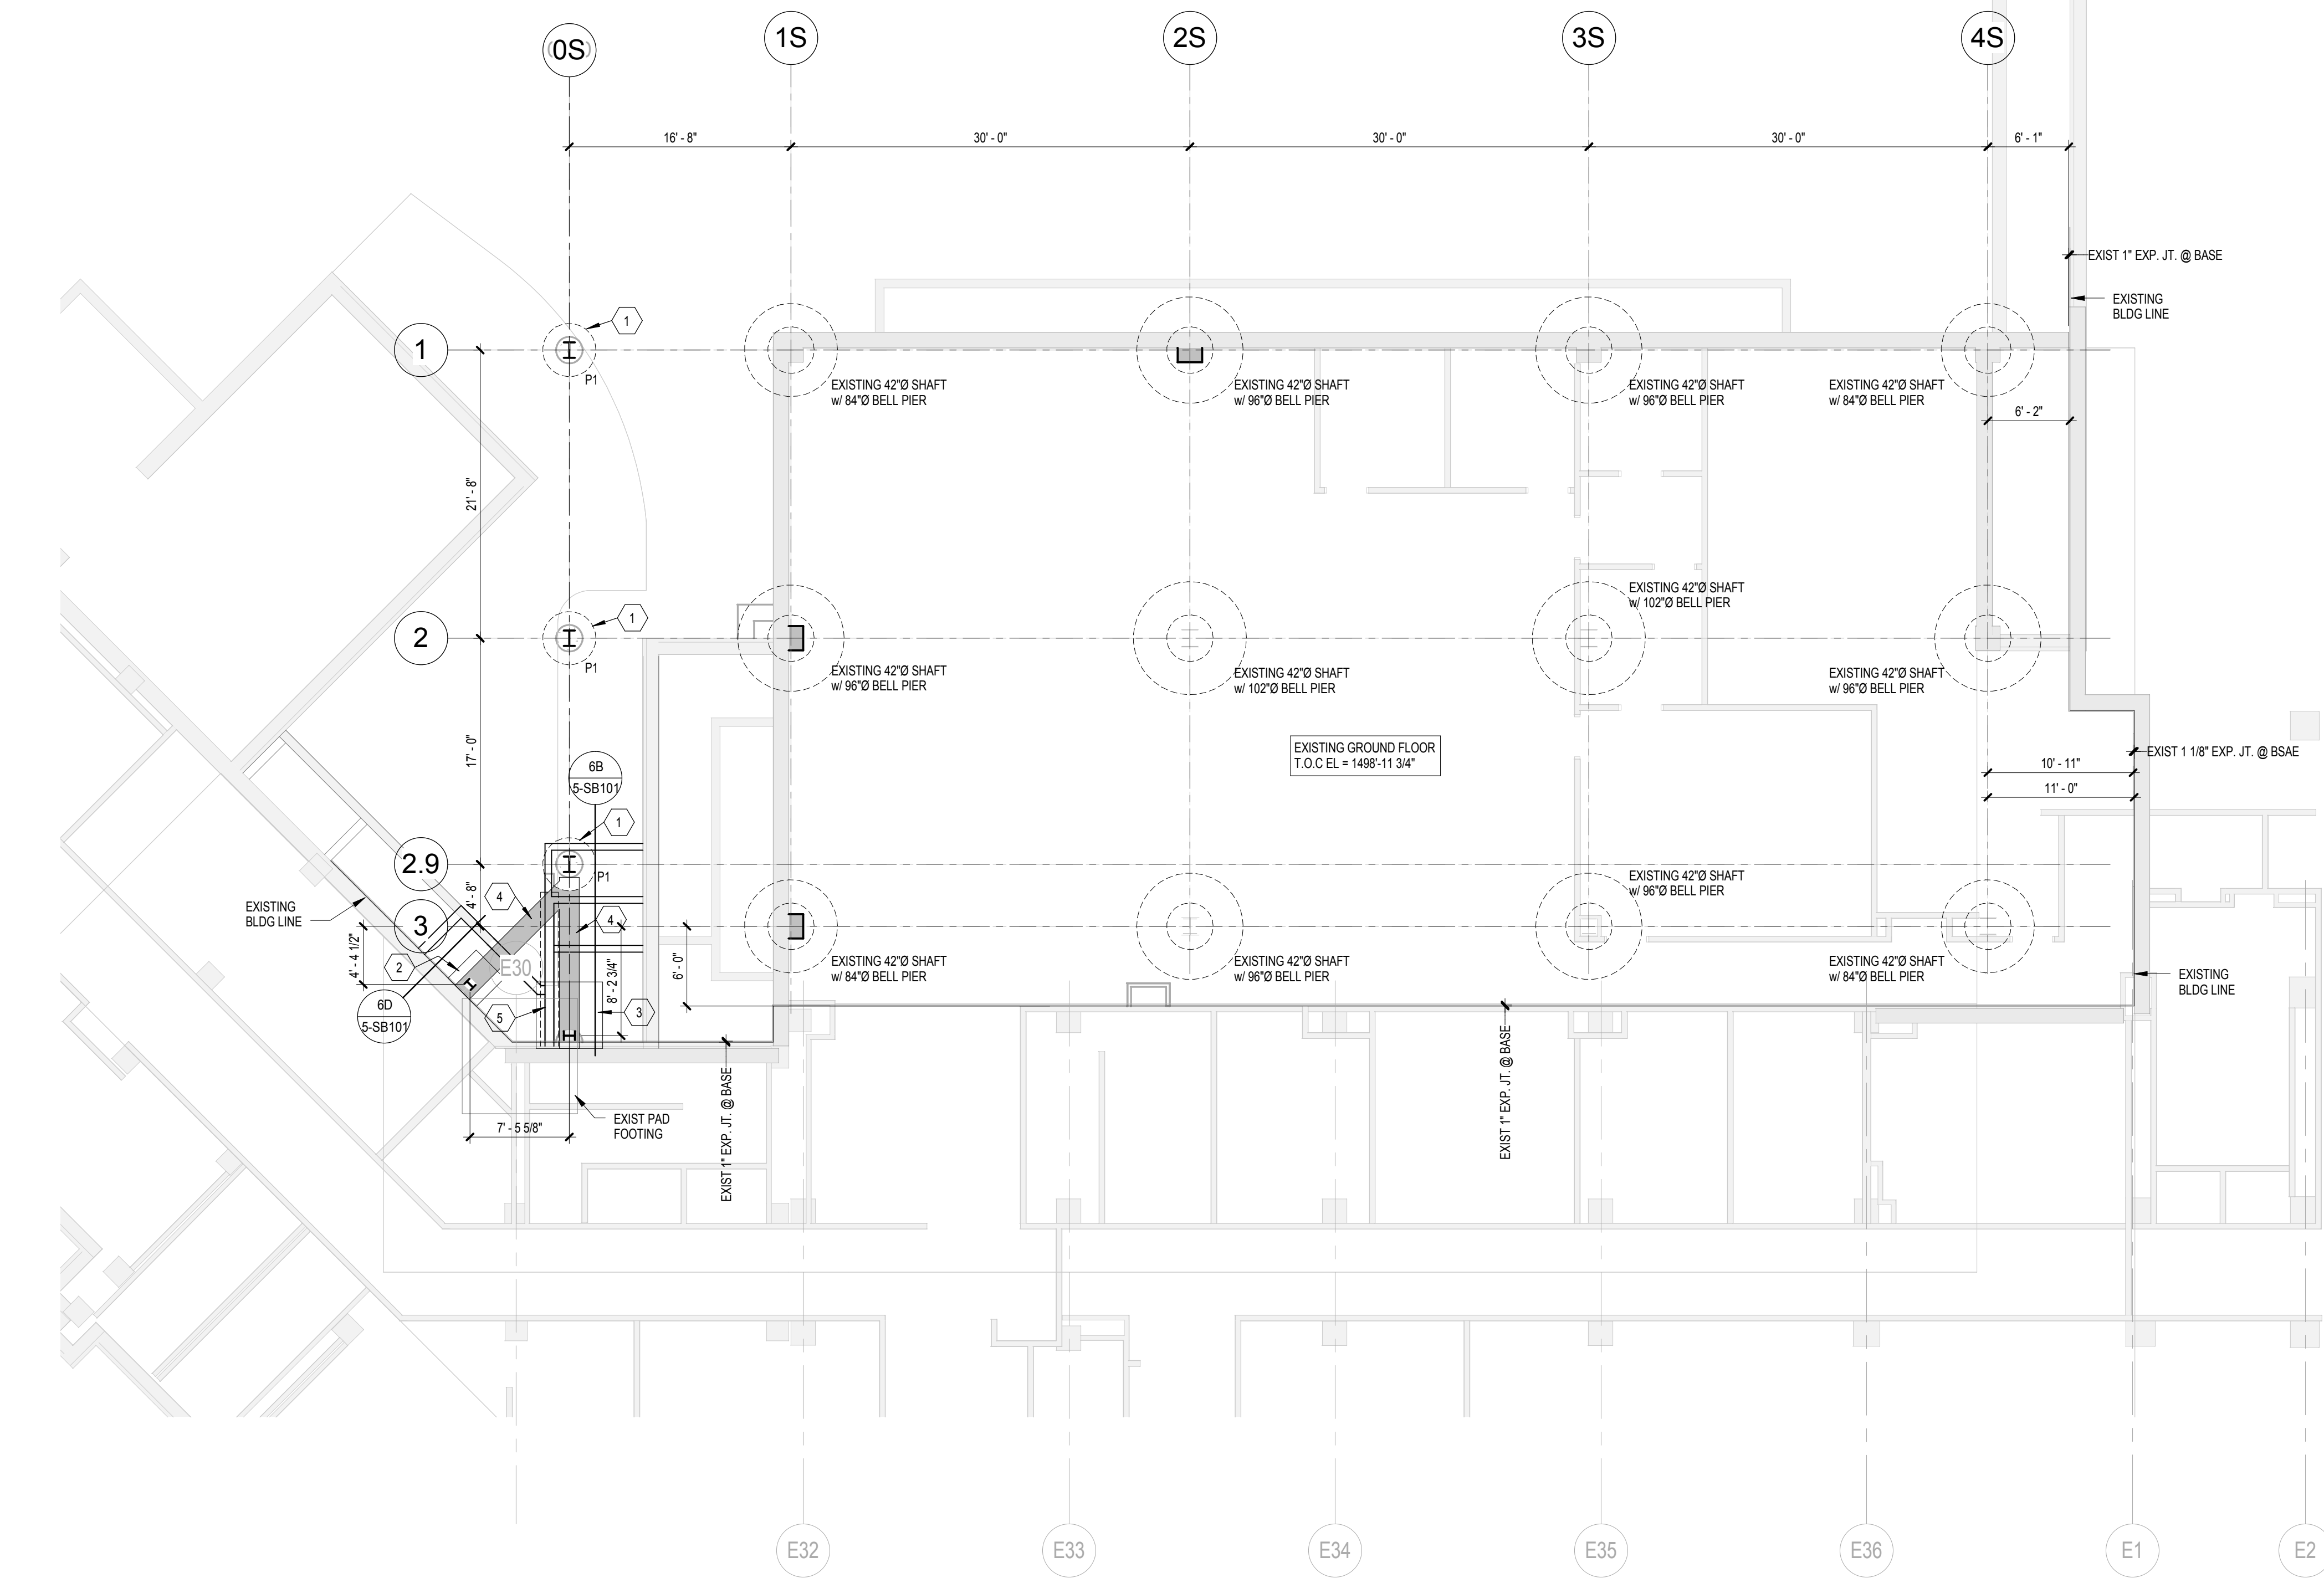 0S
1S
2S
3S
4S
16' - 8"
30' - 0"
30' - 0"
30' - 0"
6' - 1"
EXIST 1" EXP. JT. @ BASE
EXISTING
BLDG LINE
1
1
P1
EXISTING 42"Ø SHAFT
w/ 84"Ø BELL PIER
EXISTING 42"Ø SHAFT
w/ 96"Ø BELL PIER
EXISTING 42"Ø SHAFT
w/ 96"Ø BELL PIER
EXISTING 42"Ø SHAFT
w/ 84"Ø BELL PIER
6' - 2"
21' - 8"
EXISTING 42"Ø SHAFT
w/ 102"Ø BELL PIER
1
2
P1
EXISTING 42"Ø SHAFT
w/ 96"Ø BELL PIER
EXISTING 42"Ø SHAFT
w/ 102"Ø BELL PIER
EXISTING 42"Ø SHAFT
w/ 96"Ø BELL PIER
17' - 0"
EXISTING GROUND FLOOR
T.O.C EL = 1498'-11 3/4"
EXIST 1 1/8" EXP. JT. @ BSAE
10' - 11"
11' - 0"
6B
5-SB101
1
2.9
P1
EXISTING 42"Ø SHAFT
w/ 96"Ø BELL PIER
4' - 8"
4
4
EXISTING
BLDG LINE
3
4' - 4 1/2"
2
E30
8' - 2 3/4"
6' - 0"
EXISTING 42"Ø SHAFT
w/ 84"Ø BELL PIER
EXISTING 42"Ø SHAFT
w/ 96"Ø BELL PIER
EXISTING 42"Ø SHAFT
w/ 84"Ø BELL PIER
EXISTING
BLDG LINE
6D
5-SB101
5
3
EXIST 1" EXP. JT. @ BASE
EXIST 1" EXP. JT. @ BASE
EXIST PAD
FOOTING
7' - 5 5/8"
E32
E33
E34
E35
E36
E1
E2